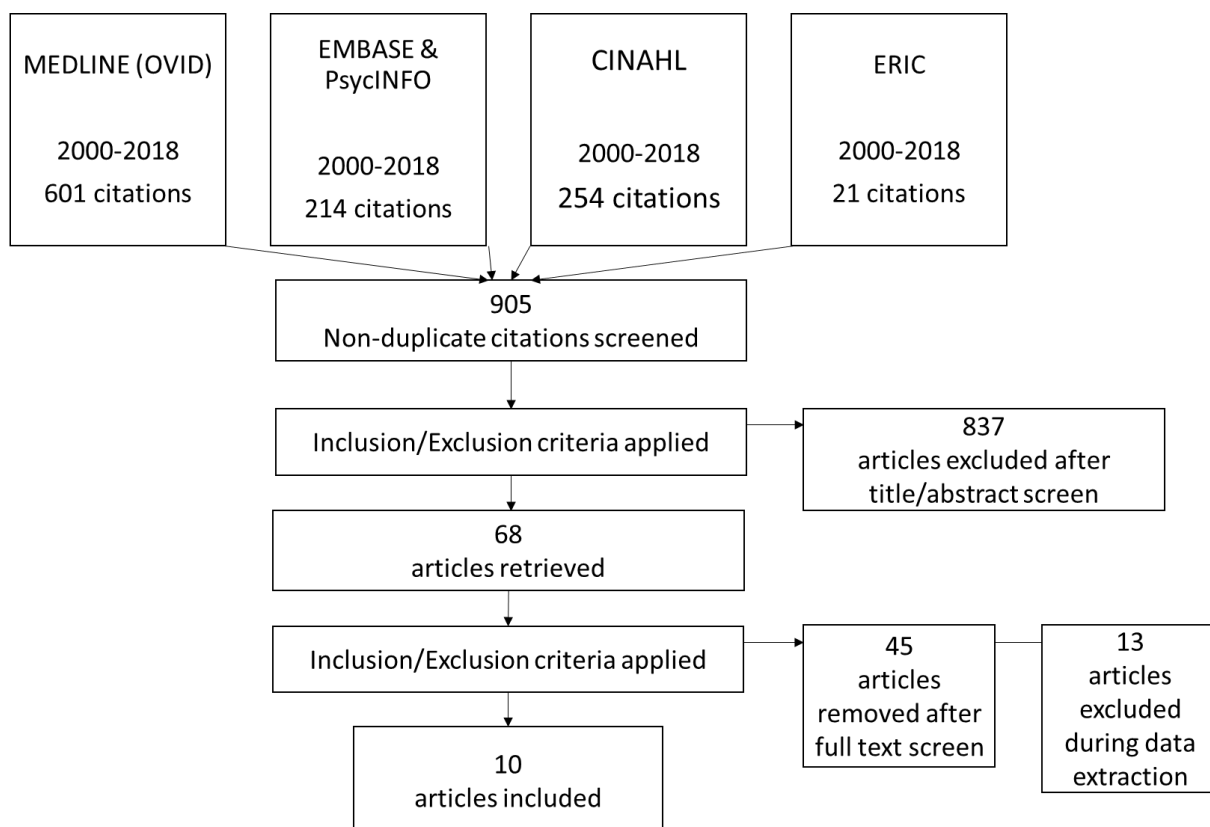 MEDLINE (OVID)
2000-2018
601 citations
EMBASE &
PsycINFO
2000-2018
214 citations
CINAHL
2000-2018
254 citations
ERIC
2000-2018
21 citations
905
Non-duplicate citations screened
Inclusion/Exclusion criteria applied
837
articles excluded after
title/abstract screen
68
articles retrieved
Inclusion/Exclusion criteria applied
45
articles
removed after
full text screen
13
articles
excluded
during data
extraction
10
articles included